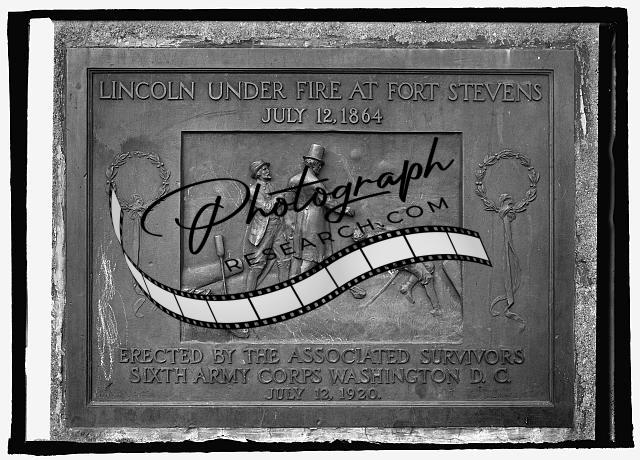 LINCOLN UNDER FIRE AT FORT STEVENS
JULY 12, 1864
Photograph
RESEARCH.COM
ERECTED BY THE ASSOCIATED SURVIVORS
SIXTH ARMY CORPS WASHINGTON D. C.
JULY 12, 1920.